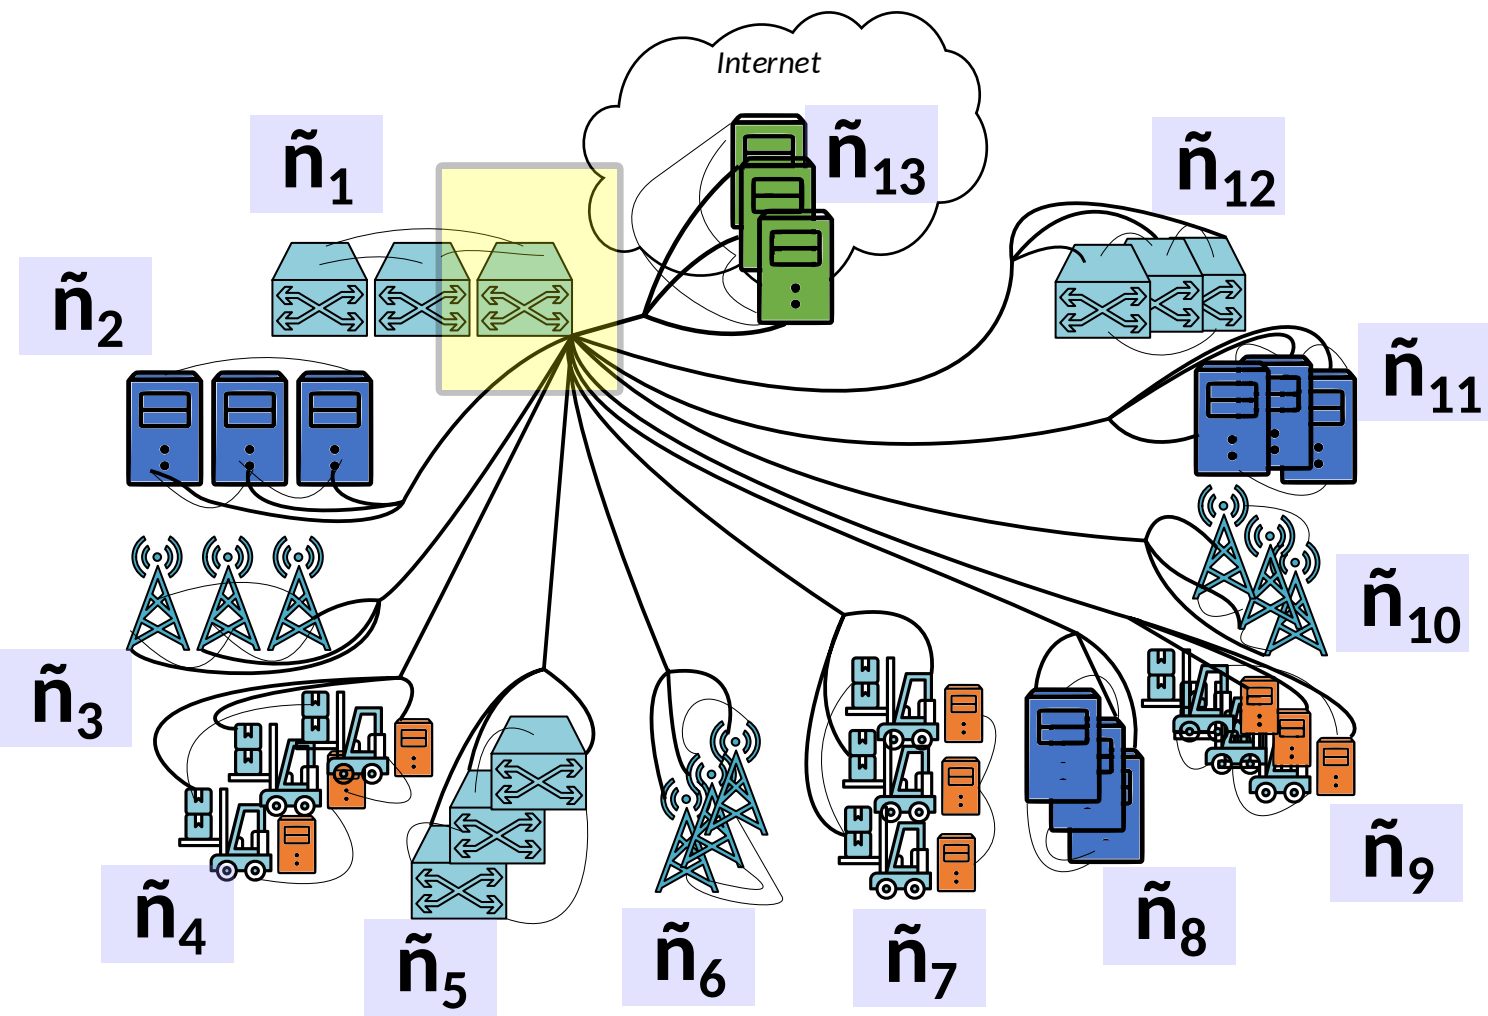 Internet
ñ₁₃
ñ₁
ñ₁₂
ñ₂
ñ₁₁
ñ₁₀
ñ₃
ñ₉
ñ₄
ñ₈
ñ₅
ñ₆
ñ₇